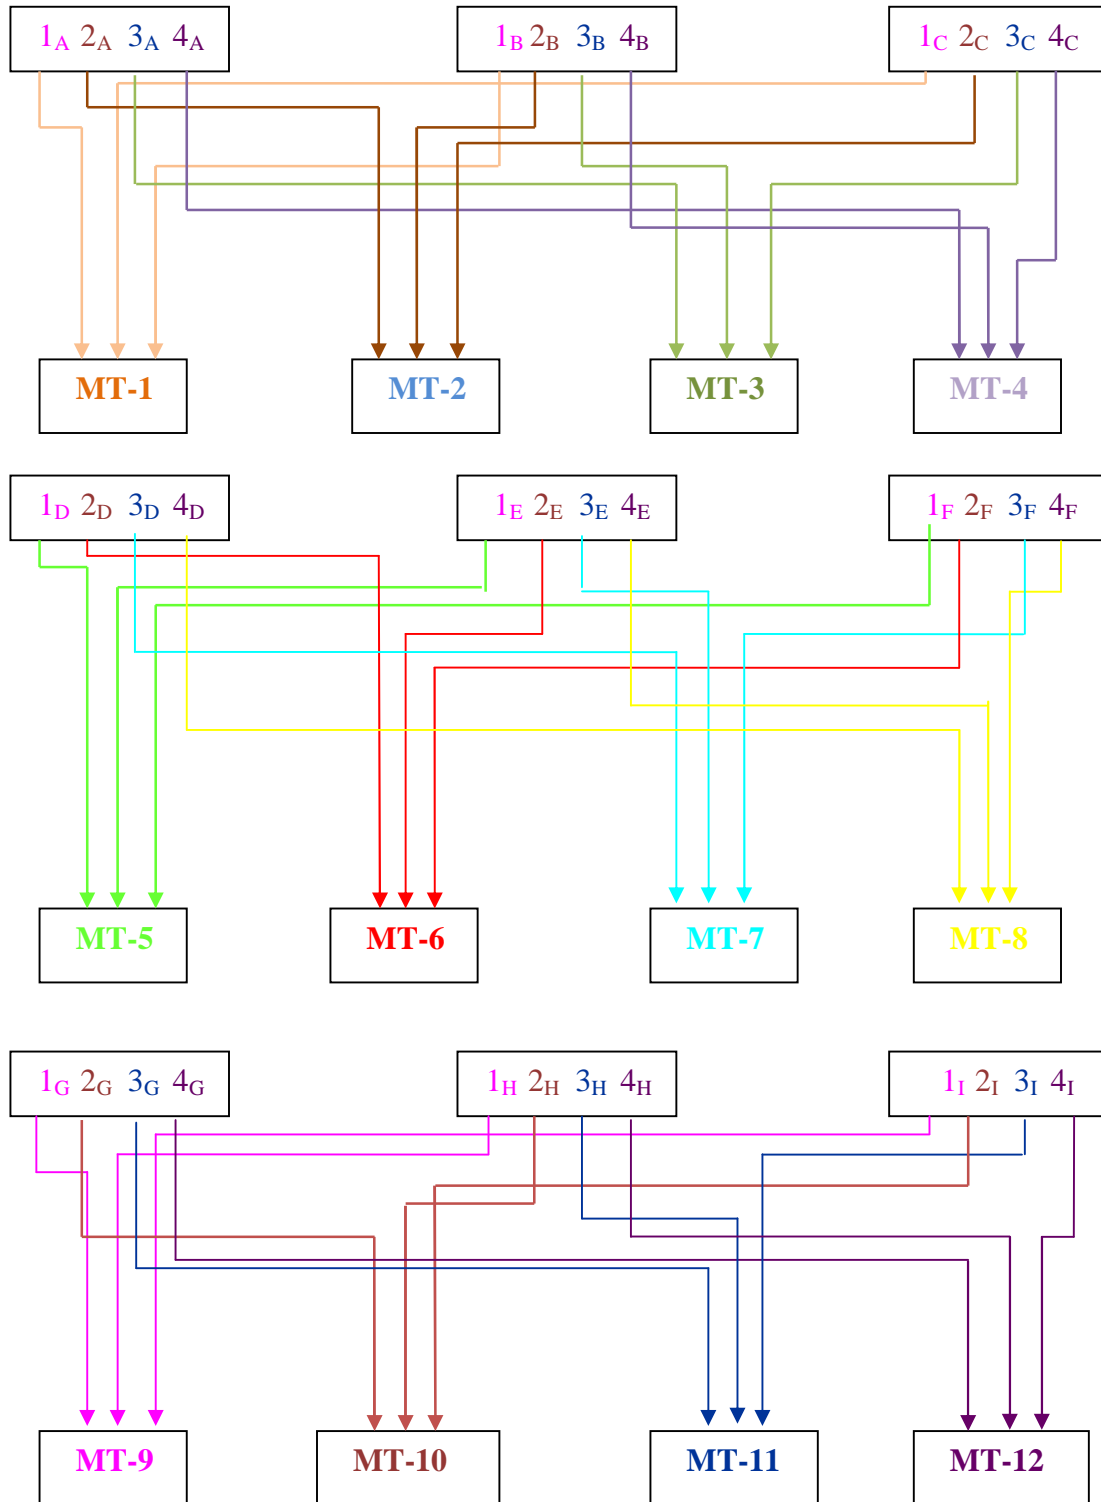 1A 2A 3A 4A 1B 2B 3B 4B 1C 2C 3C 4C
MT-1 MT-2 MT-3 MT-4
1D 2D 3D 4D 1E 2E 3E 4E 1F 2F 3F 4F
MT-5 MT-6 MT-7 MT-8
1G 2G 3G 4G 1H 2H 3H 4H 1I 2I 3I 4I
MT-9 MT-10 MT-11 MT-12